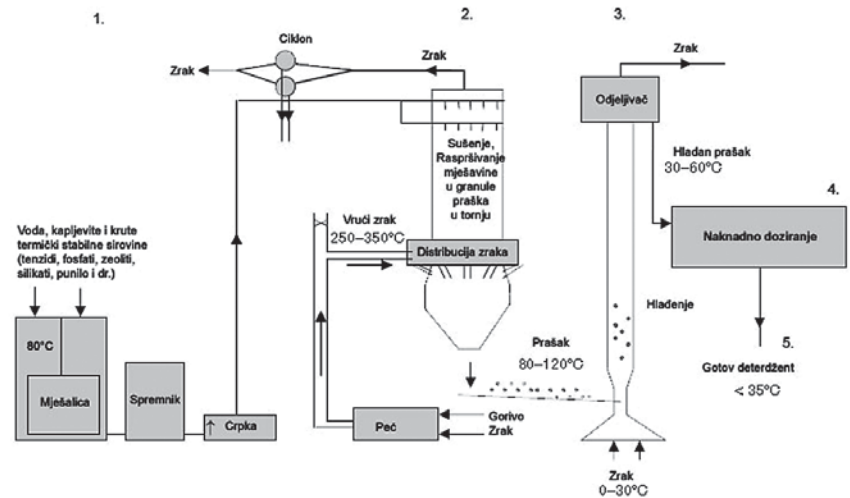 1.
2.
3.
Ciklon
Zrak
Zrak
Zrak
Odjeljivač
Sušenje,
Raspršivanje
mješavine
u granule
praška
u tornju
Hladan prašak
30–60°C
4.
Naknadno doziranje
Vrući zrak
250–350°C
Distribucija zraka
Voda, kapljevite i krute
termički stabilne sirovine
(tenzidi, fosfati, zeoliti,
silikati, punilo i dr.)
80°C
Mješalica
Spremnik
Crpka
Hlađenje
Prašak
80–120°C
5.
Gotov deterdžent
< 35°C
Peć
Gorivo
Zrak
Zrak
0–30°C